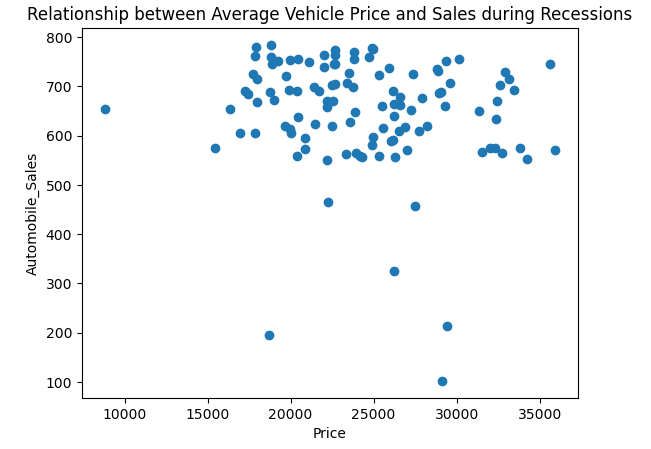 Relationship between Average Vehicle Price and Sales during Recessions
800
700
600
500
400
300
200
100
Automobile_Sales
10000 15000 20000 25000 30000 35000
Price